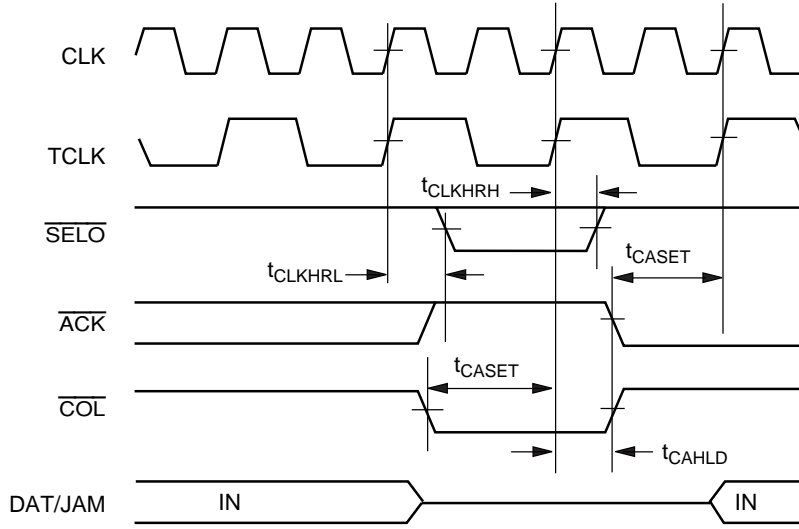 CLK
TCLK
tCLKHRH
SELO
tCLKHRL
tCASET
ACK
tCASET
COL
tCAHLD
DAT/JAM
IN
IN